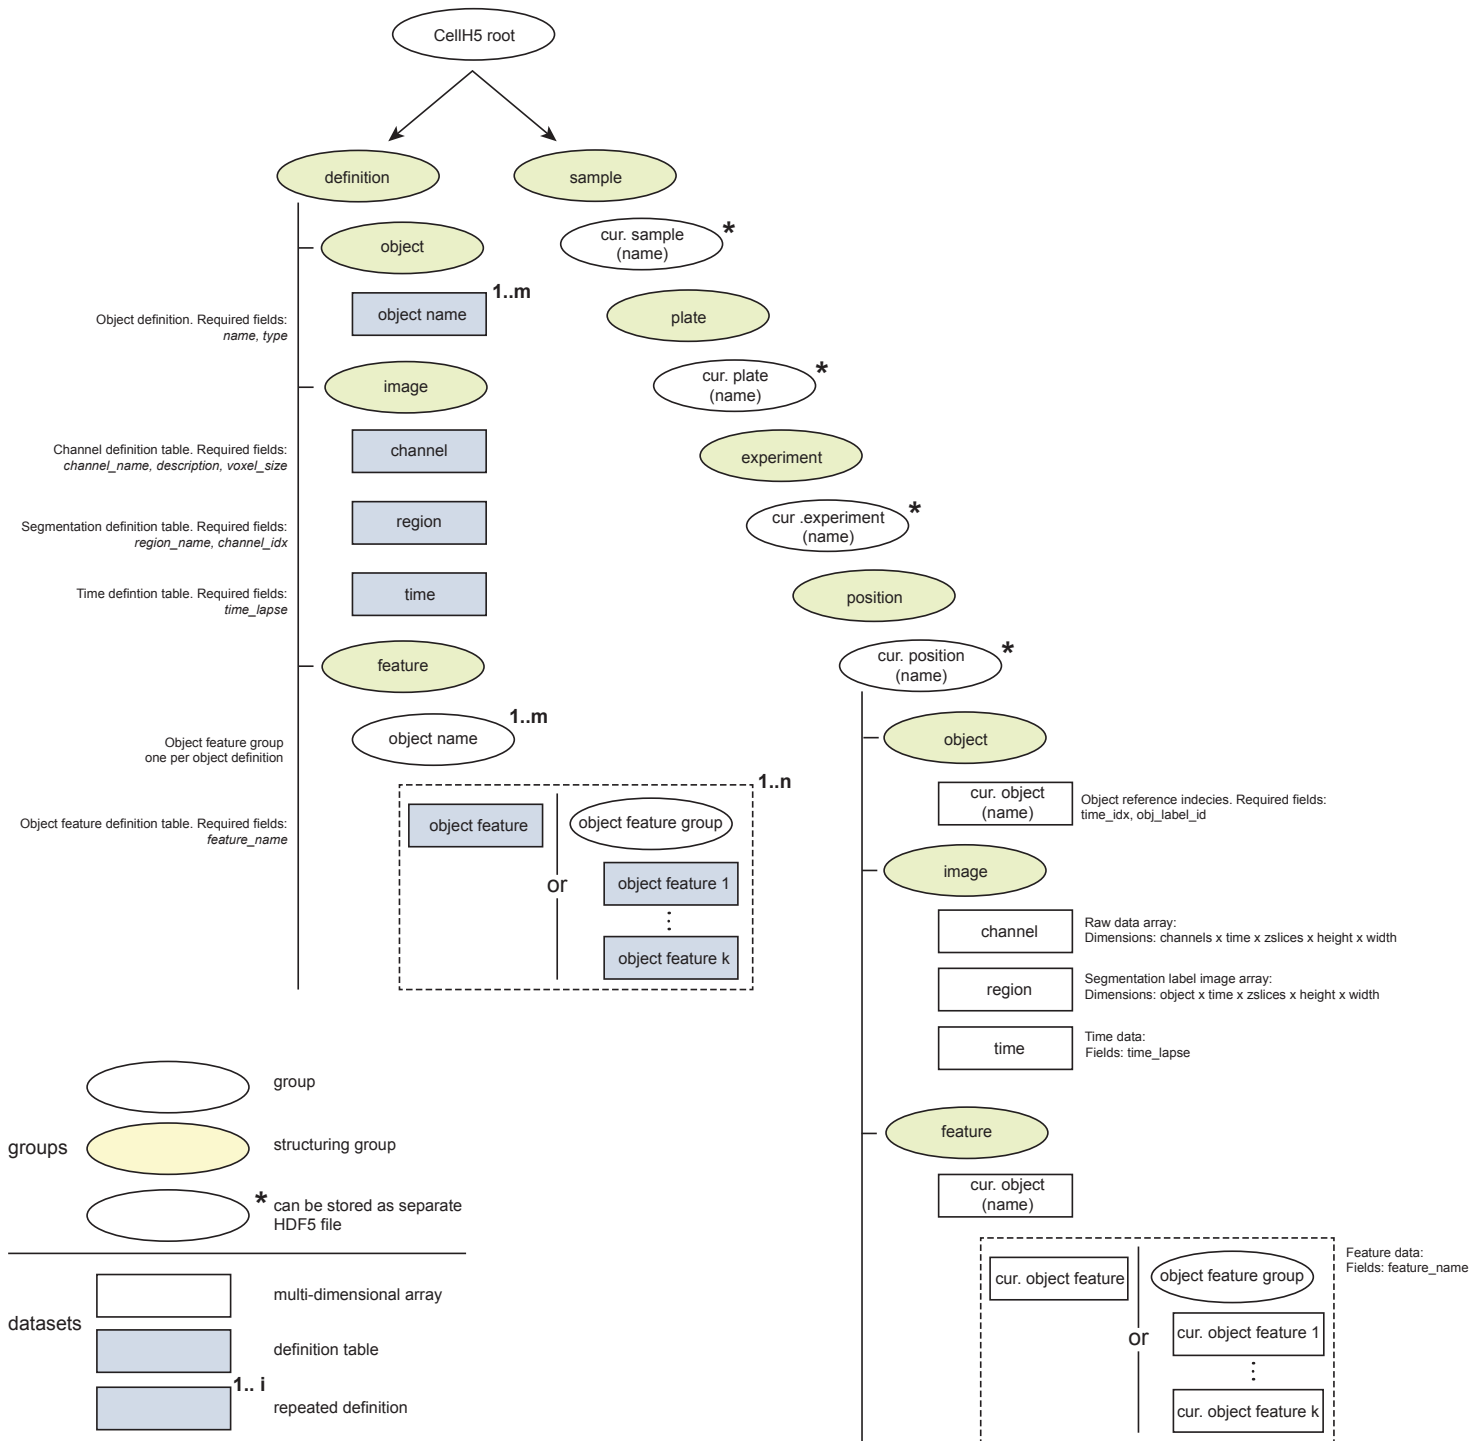 CellH5 root
definition
sample
object
cur. sample
(name)
*
object name
1..m
Object definition. Required fields:
name, type
plate
image
cur. plate
(name)
*
channel
Channel definition table. Required fields:
channel_name, description, voxel_size
experiment
region
Segmentation definition table. Required fields:
region_name, channel_idx
cur .experiment
(name)
*
time
Time defintion table. Required fields:
time_lapse
position
feature
cur. position
(name)
*
object name
1..m
Object feature group
one per object definition
object
1..n
object feature
or
object feature group
object feature 1
object feature k
Object feature definition table. Required fields:
feature_name
cur. object
(name)
Object reference indecies. Required fields:
time_idx, obj_label_id
image
channel
Raw data array:
Dimensions: channels x time x zslices x height x width
region
Segmentation label image array:
Dimensions: object x time x zslices x height x width
time
Time data:
Fields: time_lapse
feature
cur. object
(name)
cur. object feature
or
object feature group
cur. object feature 1
cur. object feature k
Feature data:
Fields: feature_name
groups
group
structuring group
* can be stored as separate
HDF5 file
datasets
multi-dimensional array
definition table
1.. i
repeated definition